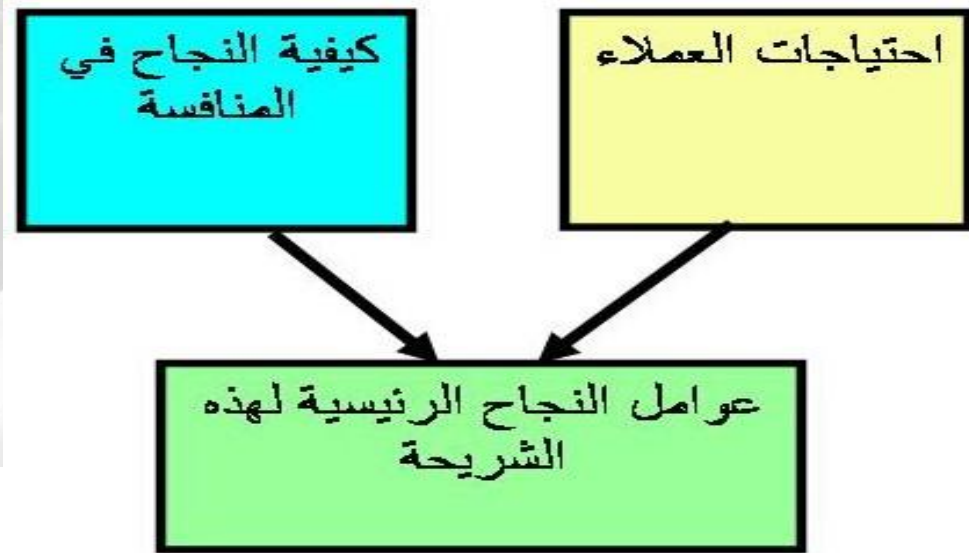 احتياجات العملاء
كيفية النجاح في
المنافسة
عوامل النجاح الرئيسية لهذه
الشريحة